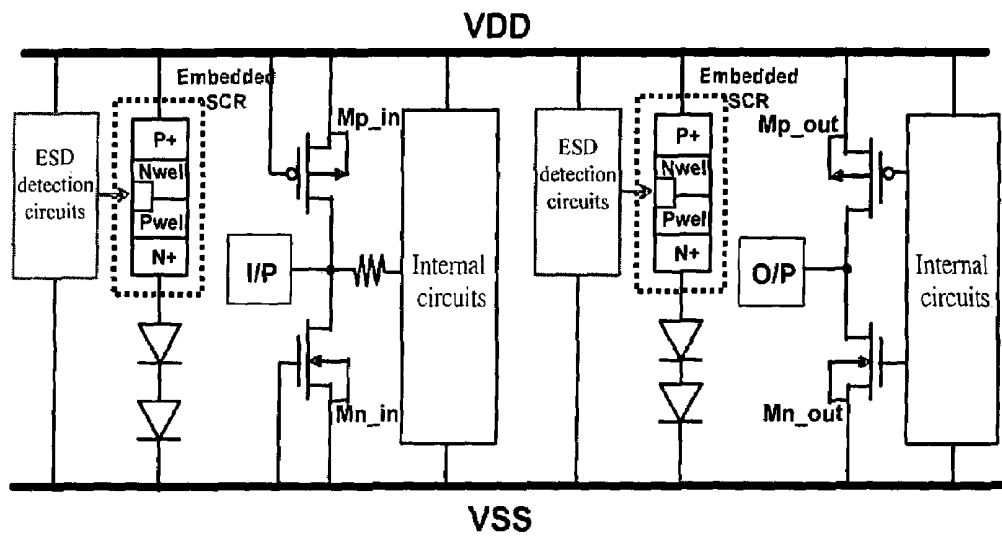 VDD
Embedded
SCR
P+
Nwel
Pwel
N+
ESD
detection
circuits
Mp_in
I/P
Mn_in
Internal
circuits
Embedded
SCR
P+
Nwel
Pwel
N+
ESD
detection
circuits
Mp_out
O/P
Mn_out
Internal
circuits
VSS